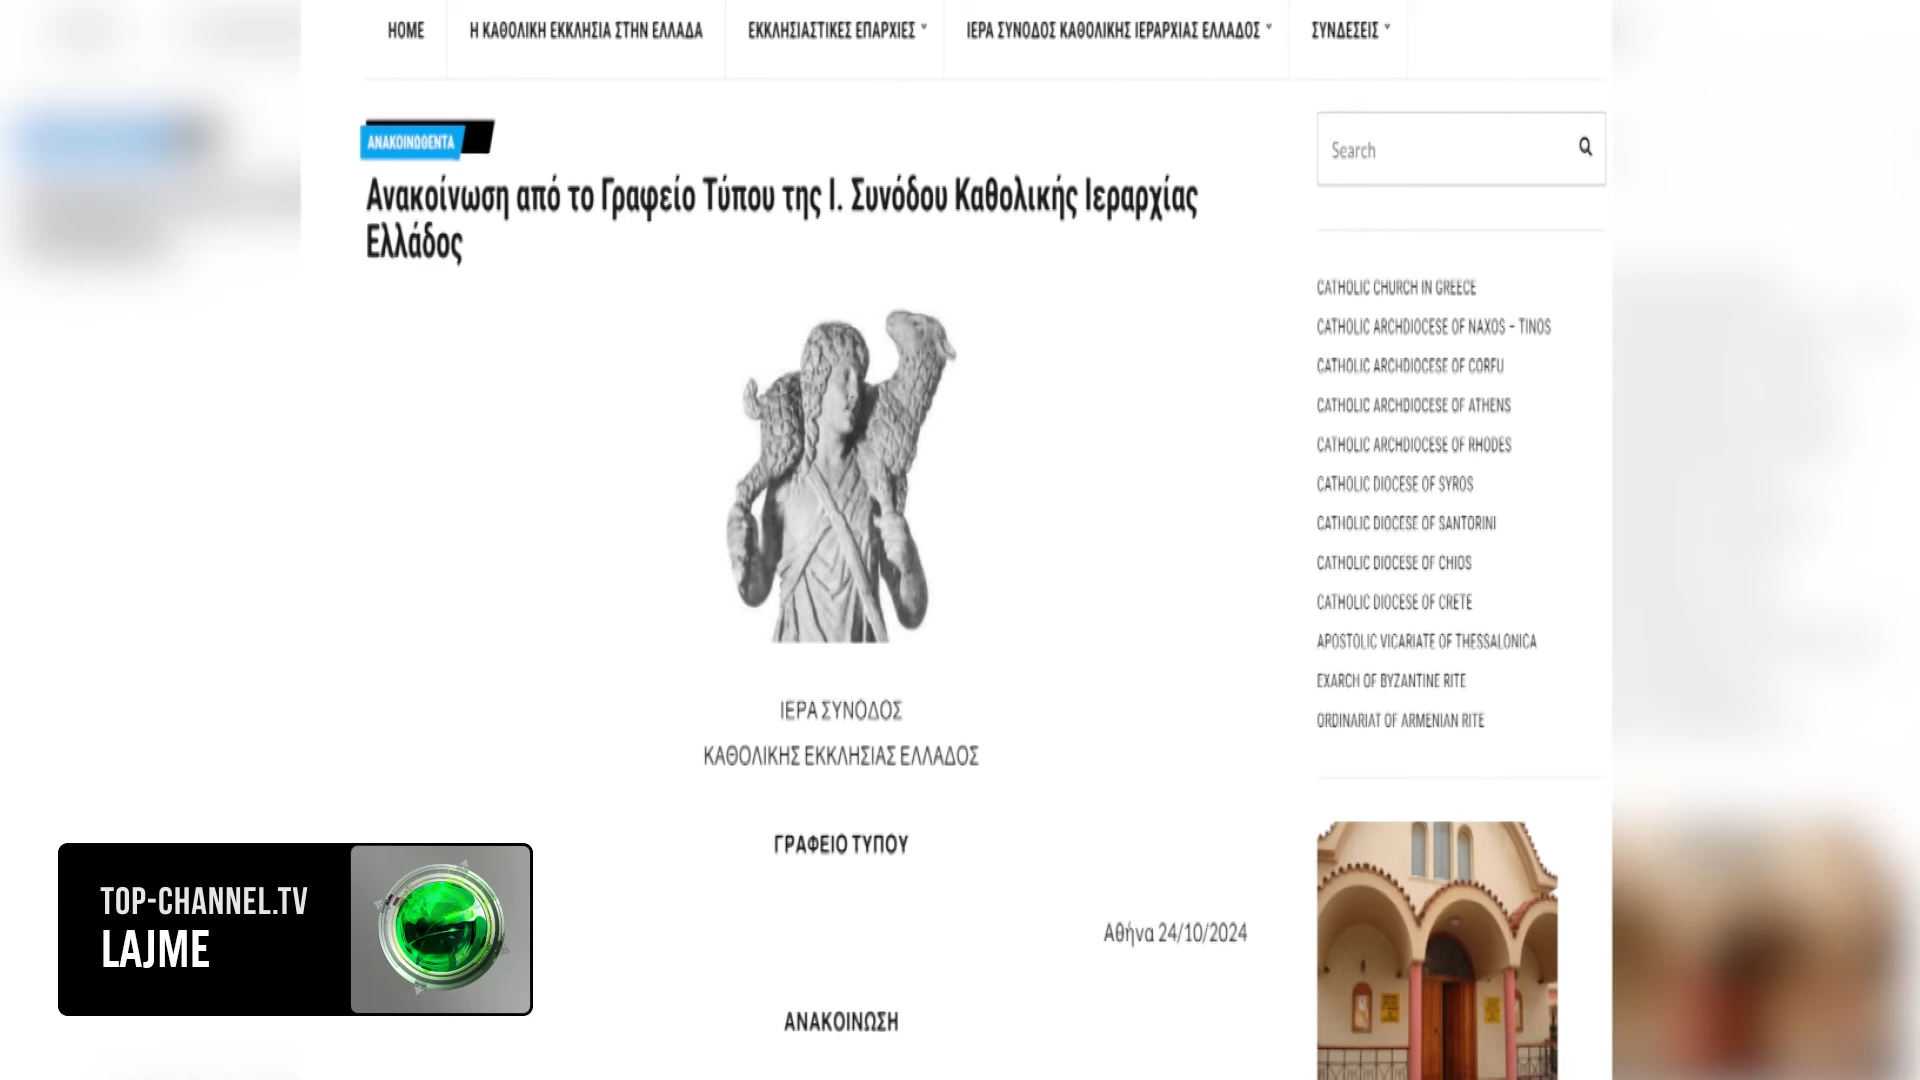 HOME
Η ΚΑΘΟΛΙΚΗ ΕΚΚΛΗΣΙΑ ΣΤΗΝ ΕΛΛΑΔΑ
ΕΚΚΛΗΣΙΑΣΤΙΚΕΣ ΕΠΑΡΧΙΕΣ
ΙΕΡΑ ΣΥΝΟΔΟΣ ΚΑΘΟΛΙΚΗΣ ΙΕΡΑΡΧΙΑΣ ΕΛΛΑΔΟΣ
ΣΥΝΔΕΣΕΙΣ
ΑΝΑΚΟΙΝΩΘΕΝΤΑ
Ανακοίνωση από το Γραφείο Τύπου της Ι. Συνόδου Καθολικής Ιεραρχίας
Ελλάδος
ΙΕΡΑ ΣΥΝΟΔΟΣ
ΚΑΘΟΛΙΚΗΣ ΕΚΚΛΗΣΙΑΣ ΕΛΛΑΔΟΣ
ΓΡΑΦΕΙΟ ΤΥΠΟΥ
Αθήνα 24/10/2024
ΑΝΑΚΟΙΝΩΣΗ
Search
CATHOLIC CHURCH IN GREECE
CATHOLIC ARCHDIOCESE OF NAXOS – TINOS
CATHOLIC ARCHDIOCESE OF CORFU
CATHOLIC ARCHDIOCESE OF ATHENS
CATHOLIC ARCHDIOCESE OF RHODES
CATHOLIC DIOCESE OF SYROS
CATHOLIC DIOCESE OF SANTORINI
CATHOLIC DIOCESE OF CHIOS
CATHOLIC DIOCESE OF CRETE
APOSTOLIC VICARIATE OF THESSALONICA
EXARCH OF BYZANTINE RITE
ORDINARIAT OF ARMENIAN RITE
TOP-CHANNEL.TV
LAJME